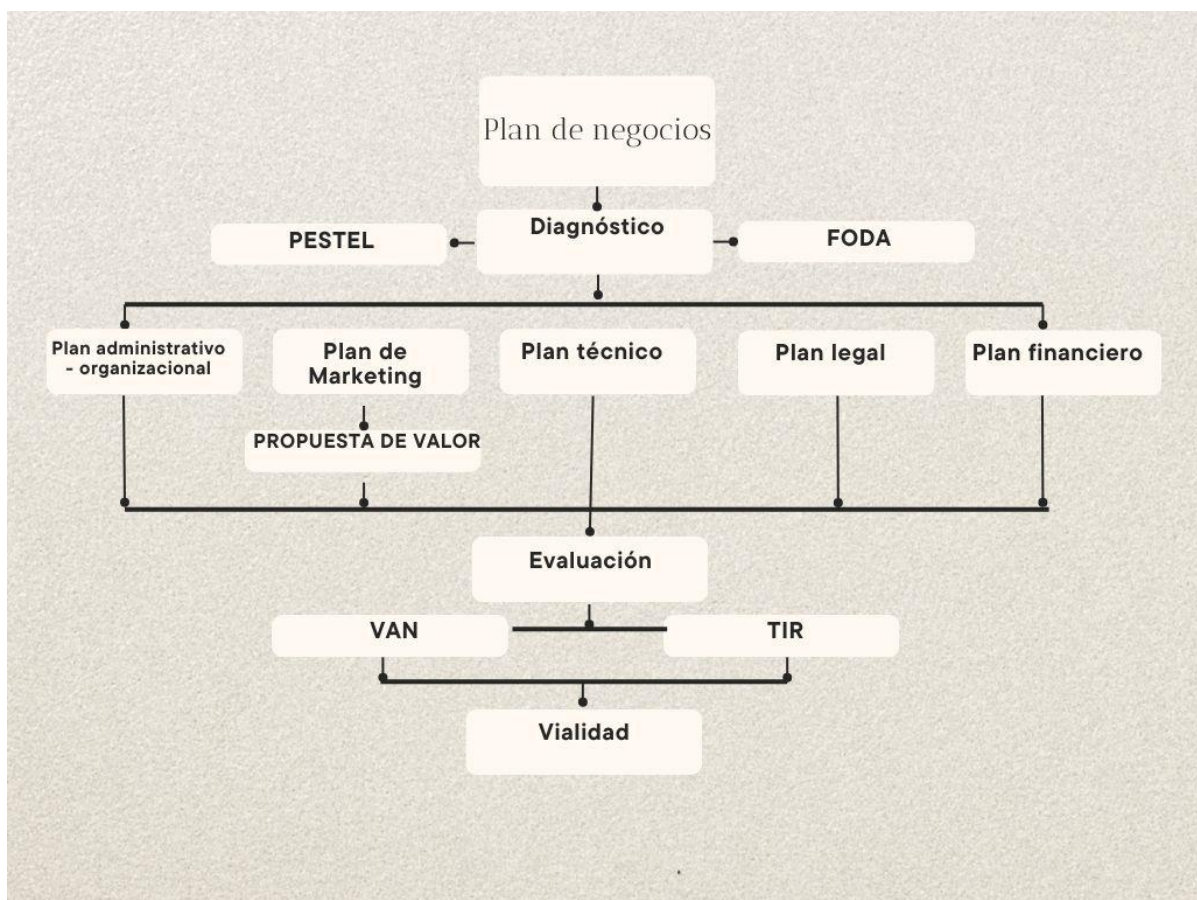 Plan de negocios
Diagnóstico
PESTEL
FODA
Plan administrativo
- organizacional
Plan de
Marketing
Plan técnico
Plan legal
Plan financiero
PROPUESTA DE VALOR
Evaluación
VAN
TIR
Vialidad